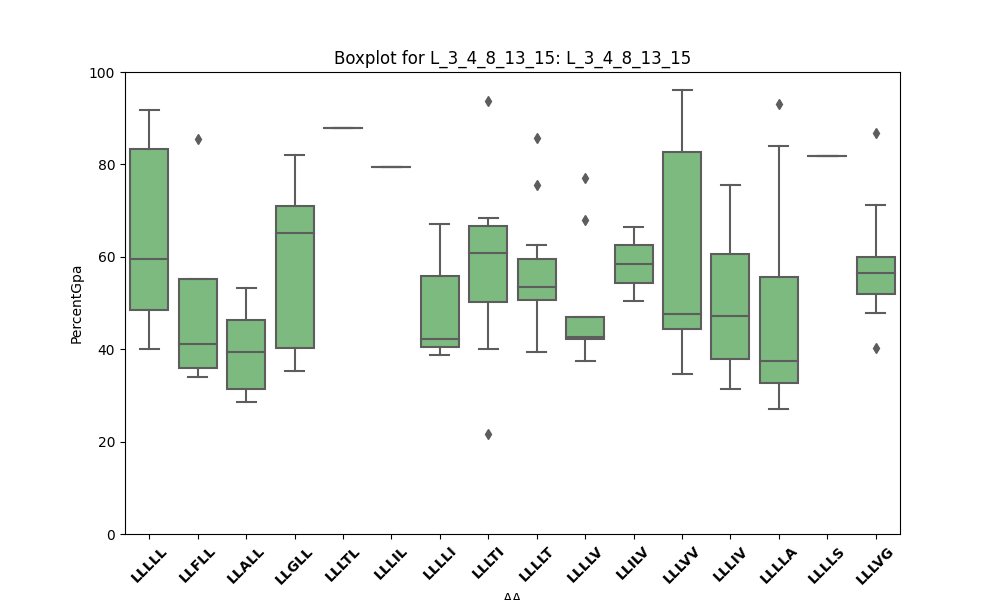 Boxplot for L_3_4_8_13_15: L_3_4_8_13_15
PercentGpa
100
80
60
40
20
0
LLLLL LLFLL LLALL LLGLL LLLTL LLLIL LLLLI LLLTI LLLLT LLLLV LLILV LLLVV LLLIV LLLLA LLLLS LLLVG
AA